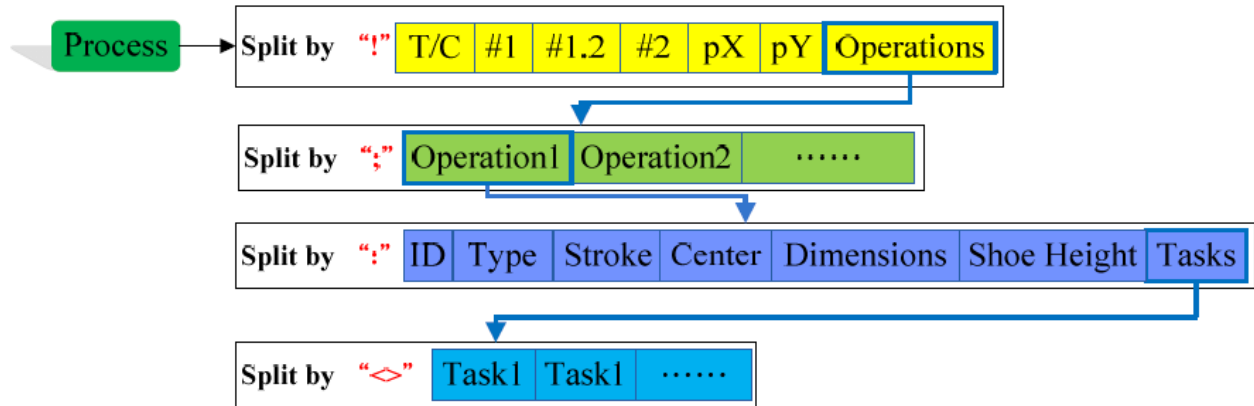 Process Split by “!” T/C #1 #1.2 #2 pX pY Operations
Split by “;” Operation1 Operation2 ······
Split by “:” ID Type Stroke Center Dimensions Shoe Height Tasks
Split by “<>” Task1 Task1 ······